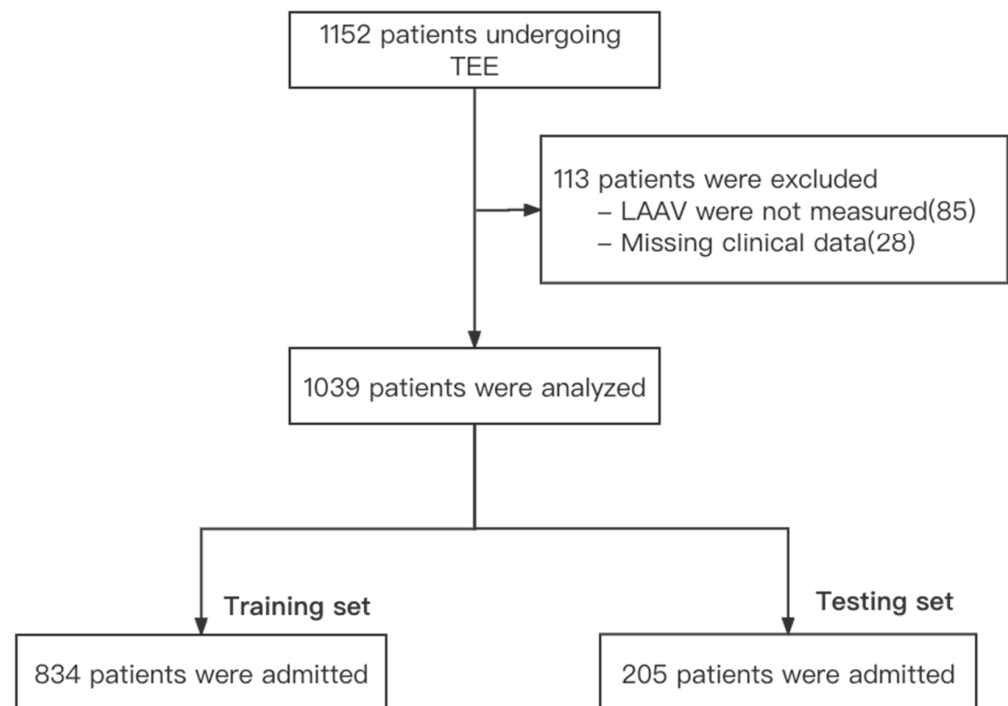 1152 patients undergoing
TEE
113 patients were excluded
– LAAV were not measured(85)
– Missing clinical data(28)
1039 patients were analyzed
Training set
Testing set
834 patients were admitted
205 patients were admitted